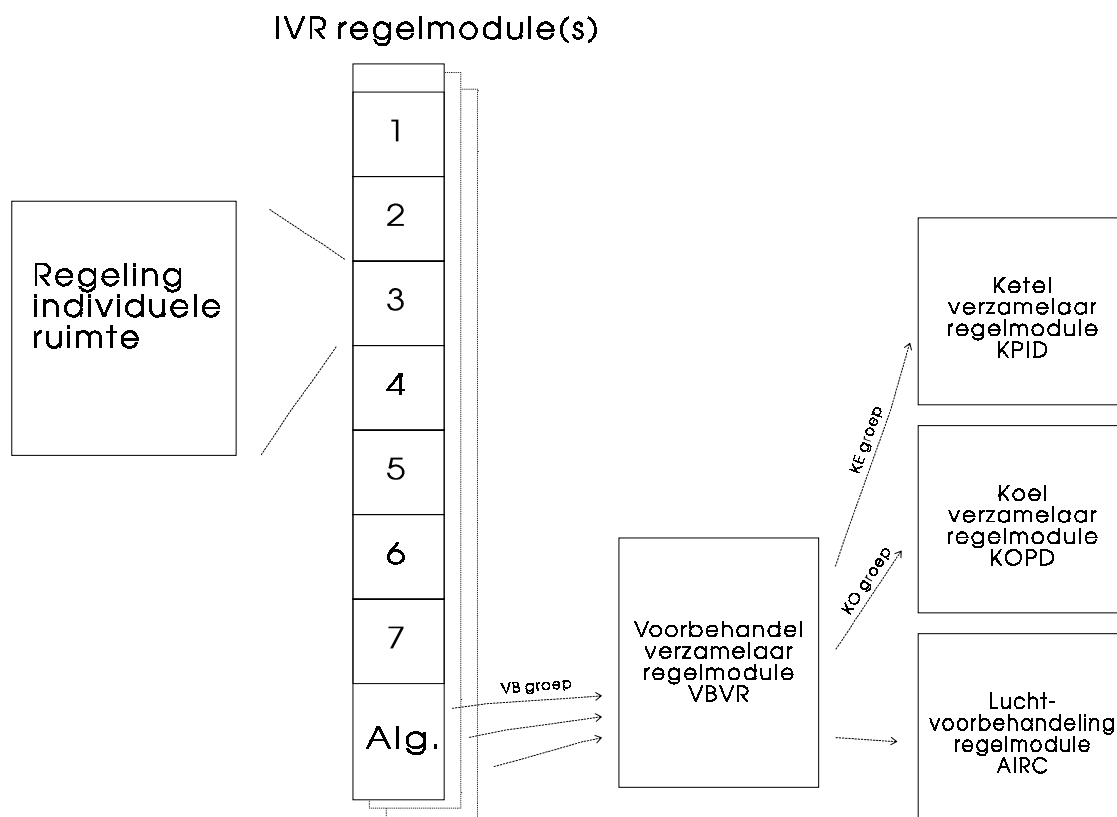 IVR regelmodule(s)
1
2
3
4
5
6
7
Alg.
Regeling
individuele
ruimte
VB groep
Voorbehandel
verzamelaar
regelmodule
VBVR
KE groep
KO groep
Ketel
verzamelaar
regelmodule
KPID
Koel
verzamelaar
regelmodule
KOPD
Lucht-
voorbehandeling
regelmodule
AIRC